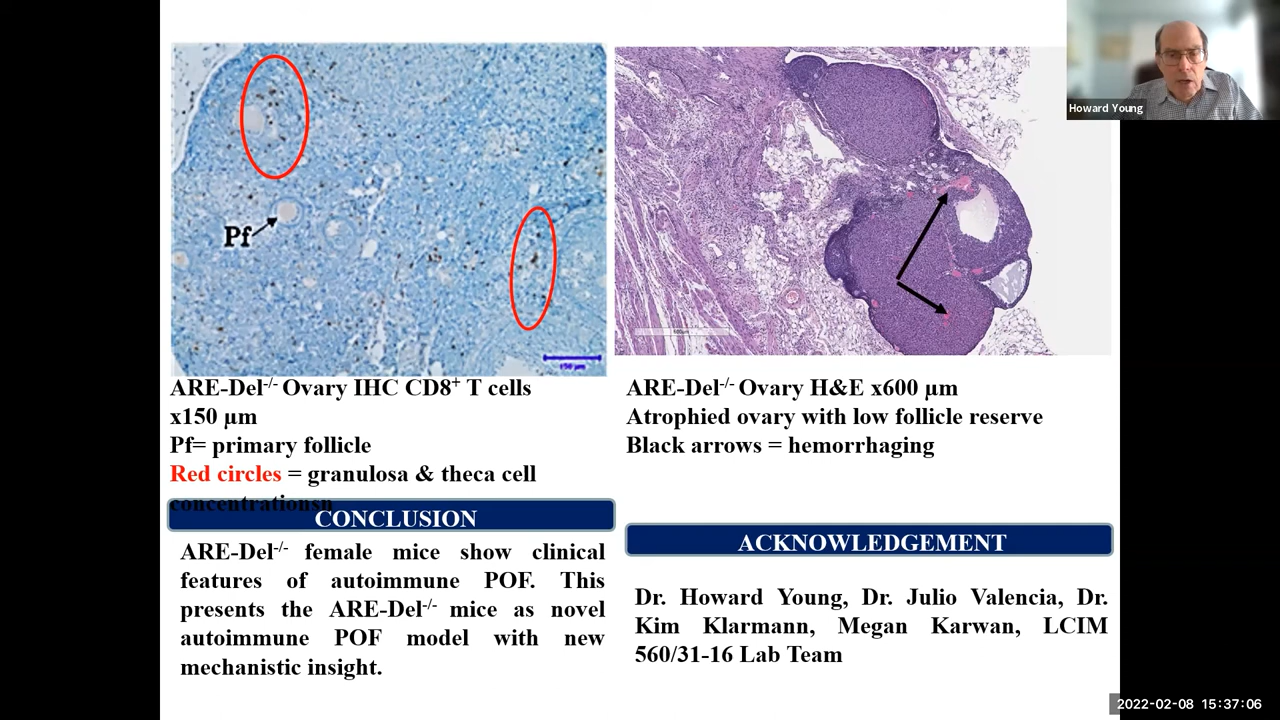 Howard Young
Pf
150 μm
600μm
ARE-Del-/- Ovary IHC CD8+ T cells
x150 μm
Pf= primary follicle
Red circles = granulosa & theca cell
concentrationsn
ARE-Del-/- Ovary H&E x600 μm
Atrophied ovary with low follicle reserve
Black arrows = hemorrhaging
CONCLUSION
ARE-Del-/- female mice show clinical
features of autoimmune POF. This
presents the ARE-Del-/- mice as novel
autoimmune POF model with new
mechanistic insight.
ACKNOWLEDGEMENT
Dr. Howard Young, Dr. Julio Valencia, Dr.
Kim Klarmann, Megan Karwan, LCIM
560/31-16 Lab Team
2022-02-08 15:37:06